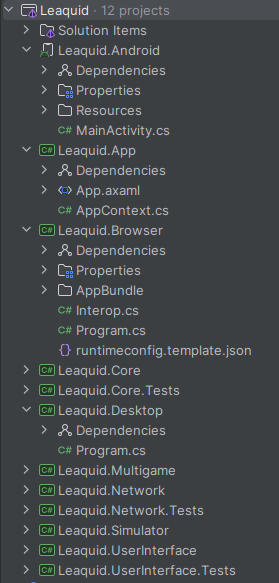 Leaquid · 12 projects
Solution Items
Leaquid.Android
Dependencies
Properties
Resources
C# MainActivity.cs
C# Leaquid.App
Dependencies
App.axaml
C# AppContext.cs
C# Leaquid.Browser
Dependencies
Properties
AppBundle
C# Interop.cs
C# Program.cs
{} runtimeconfig.template.json
C# Leaquid.Core
C# Leaquid.Core.Tests
C# Leaquid.Desktop
Dependencies
C# Program.cs
C# Leaquid.Multigame
C# Leaquid.Network
C# Leaquid.Network.Tests
C# Leaquid.Simulator
C# Leaquid.UserInterface
C# Leaquid.UserInterface.Tests